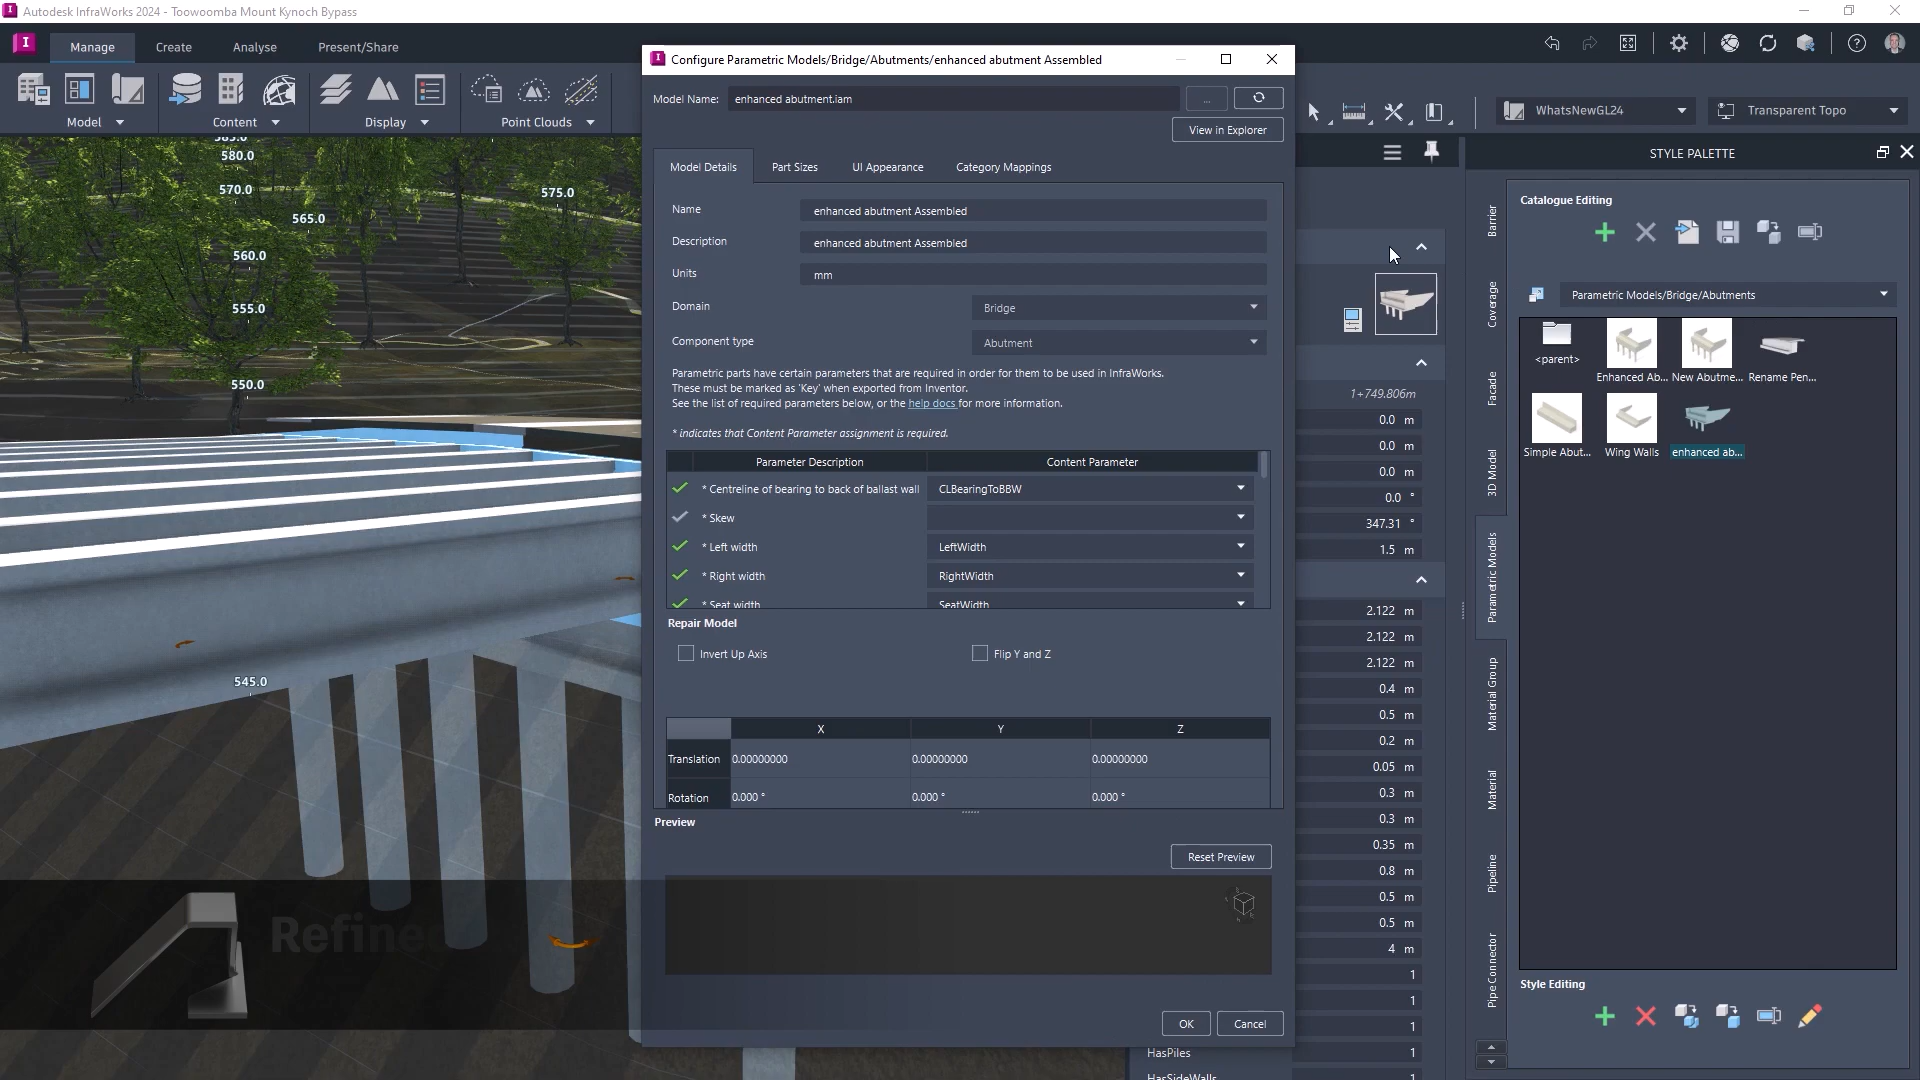 Autodesk InfraWorks 2024 - Toowoomba Mount Kynoch Bypass
Manage
Create
Analyse
Present/Share
Model
Content
Display
Point Clouds
WhatsNewGL24
Transparent Topo
580.0
570.0
565.0
575.0
560.0
555.0
550.0
545.0
Refine
Configure Parametric Models/Bridge/Abutments/enhanced abutment Assembled
Model Name: enhanced abutment.iam
...
View in Explorer
Model Details
Part Sizes
UI Appearance
Category Mappings
Name enhanced abutment Assembled
Description enhanced abutment Assembled
Units mm
Domain Bridge
Component type Abutment
Parametric parts have certain parameters that are required in order for them to be used in InfraWorks.
These must be marked as 'Key' when exported from Inventor.
See the list of required parameters below, or the help docs for more information.
* indicates that Content Parameter assignment is required.
Parameter Description Content Parameter
* Centreline of bearing to back of ballast wall CLBearingToBBW
* Skew
* Left width LeftWidth
* Right width RightWidth
* Seat width SeatWidth
Repair Model
Invert Up Axis
Flip Y and Z
X Y Z
Translation 0.00000000 0.00000000 0.00000000
Rotation 0.000 ° 0.000 ° 0.000 °
Preview
Reset Preview
OK
Cancel
1+749.806m
0.0 m
0.0 m
0.0 m
0.0 °
347.31 °
1.5 m
2.122 m
2.122 m
2.122 m
0.4 m
0.5 m
0.2 m
0.05 m
0.3 m
0.3 m
0.35 m
0.8 m
0.5 m
0.5 m
4 m
1
1
1
HasPiles 1
HasSideWalls 1
STYLE PALETTE
Barrier
Coverage
Facade
3D Model
Parametric Models
Material Group
Material
Pipeline
Pipe Connector
Catalogue Editing
Parametric Models/Bridge/Abutments
<parent>
Enhanced Ab...
New Abutme...
Rename Pen...
Simple Abut...
Wing Walls
enhanced ab...
Style Editing